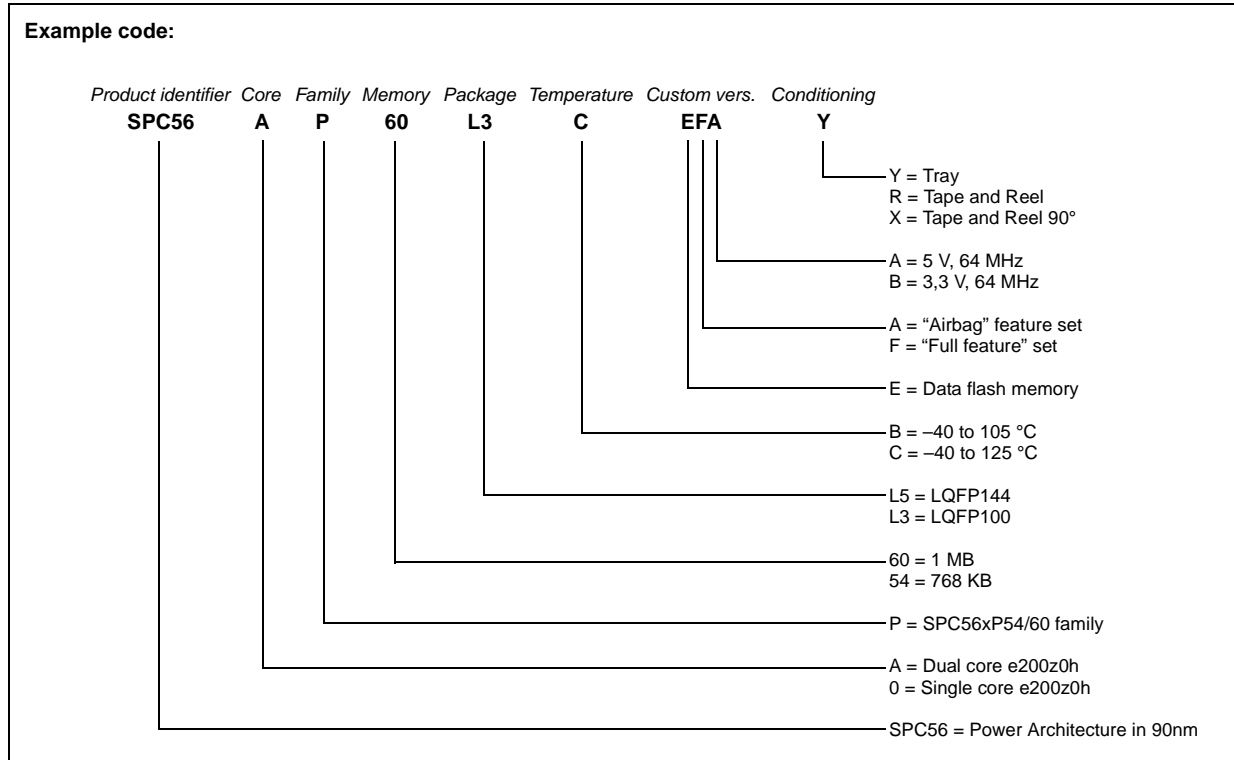 Example code:
Product identifier Core Family Memory Package Temperature Custom vers. Conditioning
SPC56 A P 60 L3 C EFA Y
Y = Tray
R = Tape and Reel
X = Tape and Reel 90°
A = 5 V, 64 MHz
B = 3,3 V, 64 MHz
A = “Airbag” feature set
F = “Full feature” set
E = Data flash memory
B = –40 to 105 °C
C = –40 to 125 °C
L5 = LQFP144
L3 = LQFP100
60 = 1 MB
54 = 768 KB
P = SPC56xP54/60 family
A = Dual core e200z0h
0 = Single core e200z0h
SPC56 = Power Architecture in 90nm